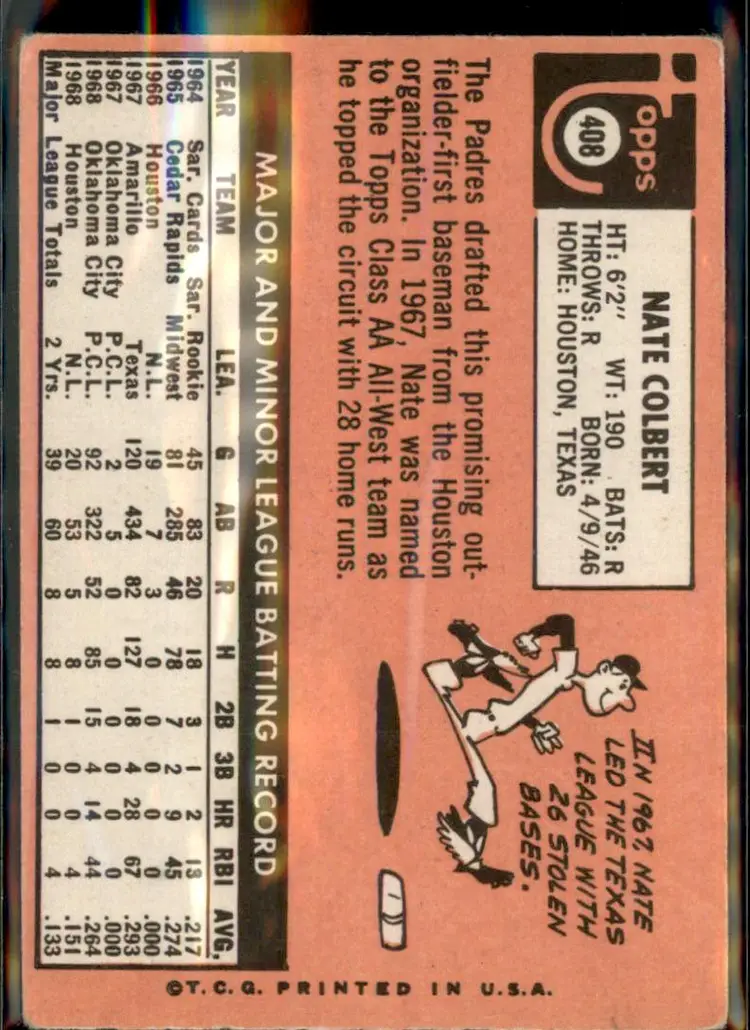 Topps
408
NATE COLBERT
HT: 6'2" WT: 190 BATS: R
THROWS: R BORN: 4/9/46
HOME: HOUSTON, TEXAS
The Padres drafted this promising out-
fielder-first baseman from the Houston
organization. In 1967, Nate was named
to the Topps Class AA All-West team as
he topped the circuit with 28 home runs.
IN 1967, NATE
LED THE TEXAS
LEAGUE WITH
26 STOLEN
BASES.
MAJOR AND MINOR LEAGUE BATTING RECORD
YEAR TEAM LEA. G AB R H 2B 3B HR RBI AVG.
1964 Sar. Cards Sar. Rookie 45 83 20 18 3 1 2 13 .217
1965 Cedar Rapids Midwest 81 285 46 78 7 2 9 45 .274
1966 Houston N.L. 19 7 3 0 0 0 0 0 .000
1967 Amarillo Texas 120 434 82 127 18 4 28 67 .293
1967 Oklahoma City P.C.L. 2 5 0 0 0 0 0 0 .000
1968 Oklahoma City P.C.L. 92 322 52 85 15 4 14 44 .264
1968 Houston N.L. 20 53 5 8 1 0 0 4 .151
Major League Totals 2 Yrs. 39 60 8 8 1 0 0 4 .133
©T.C.G. PRINTED IN U.S.A.